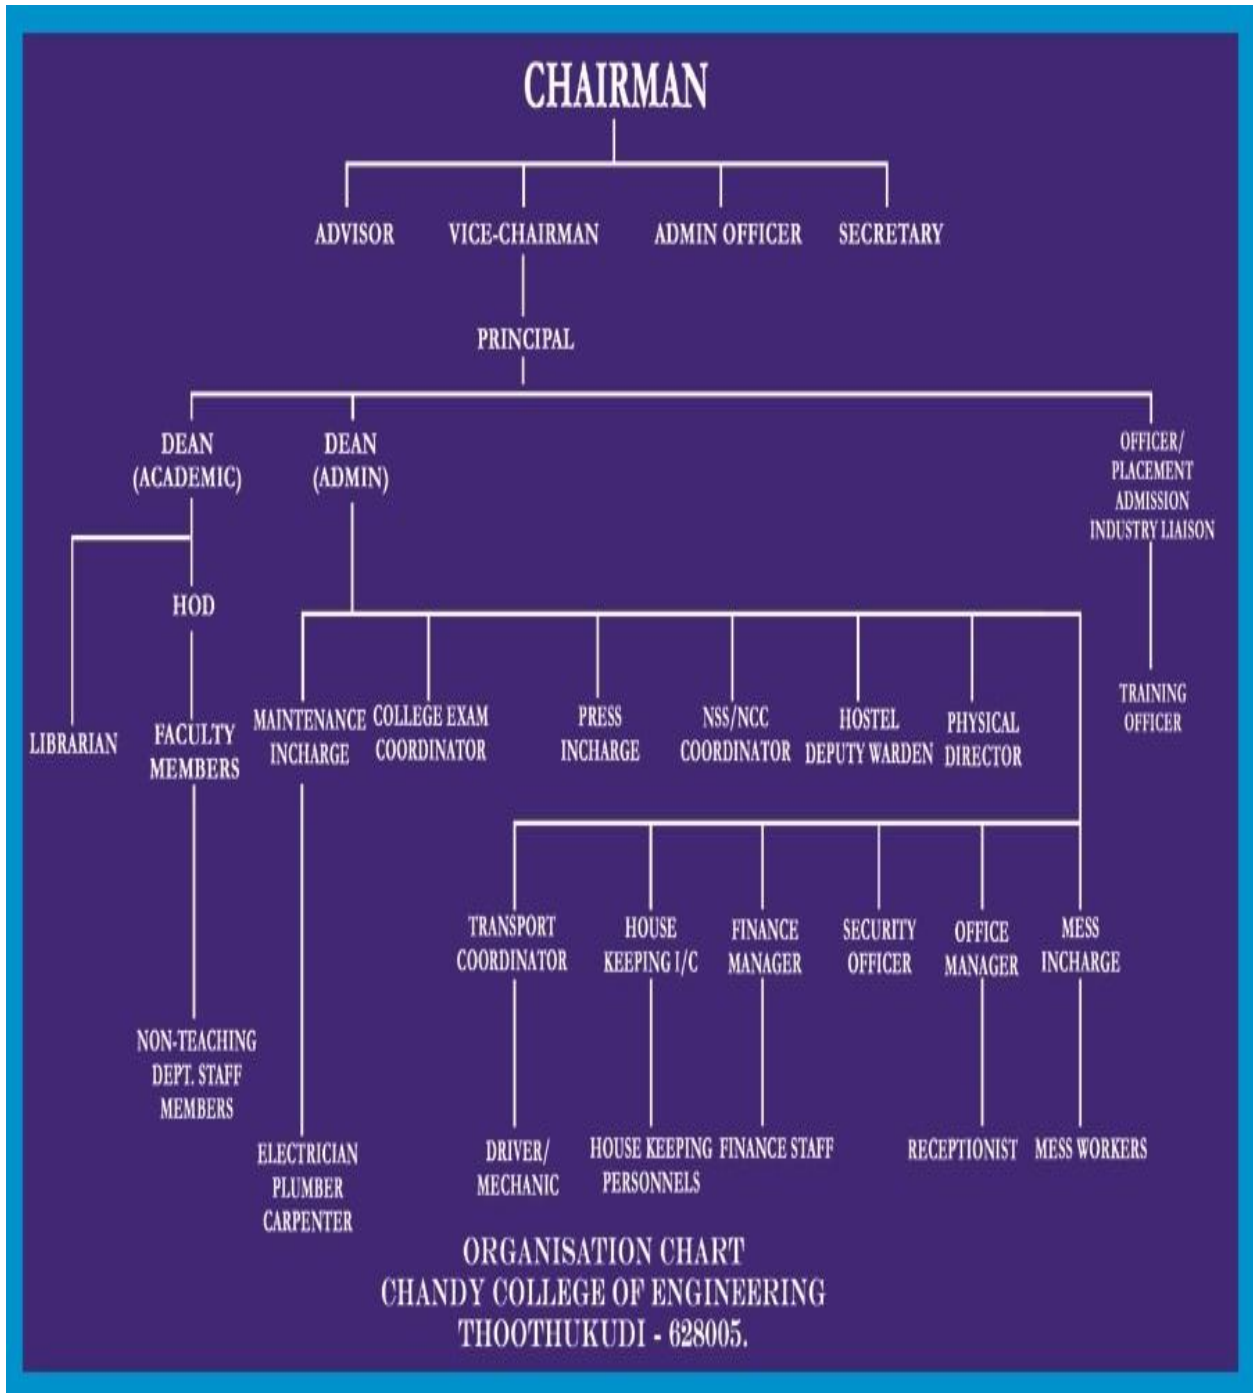 CHAIRMAN
ADVISOR
VICE-CHAIRMAN
ADMIN OFFICER
SECRETARY
PRINCIPAL
DEAN
(ACADEMIC)
DEAN
(ADMIN)
OFFICER/
PLACEMENT
ADMISSION
INDUSTRY LIAISON
HOD
LIBRARIAN
FACULTY
MEMBERS
MAINTENANCE
INCHARGE
COLLEGE EXAM
COORDINATOR
PRESS
INCHARGE
NSS/NCC
COORDINATOR
HOSTEL
DEPUTY WARDEN
PHYSICAL
DIRECTOR
TRAINING
OFFICER
TRANSPORT
COORDINATOR
HOUSE
KEEPING I/C
FINANCE
MANAGER
SECURITY
OFFICER
OFFICE
MANAGER
MESS
INCHARGE
NON-TEACHING
DEPT. STAFF
MEMBERS
ELECTRICIAN
PLUMBER
CARPENTER
DRIVER/
MECHANIC
HOUSE KEEPING
PERSONNELS
FINANCE STAFF
RECEPTIONIST
MESS WORKERS
ORGANISATION CHART
CHANDY COLLEGE OF ENGINEERING
THOOTHUKUDI - 628005.